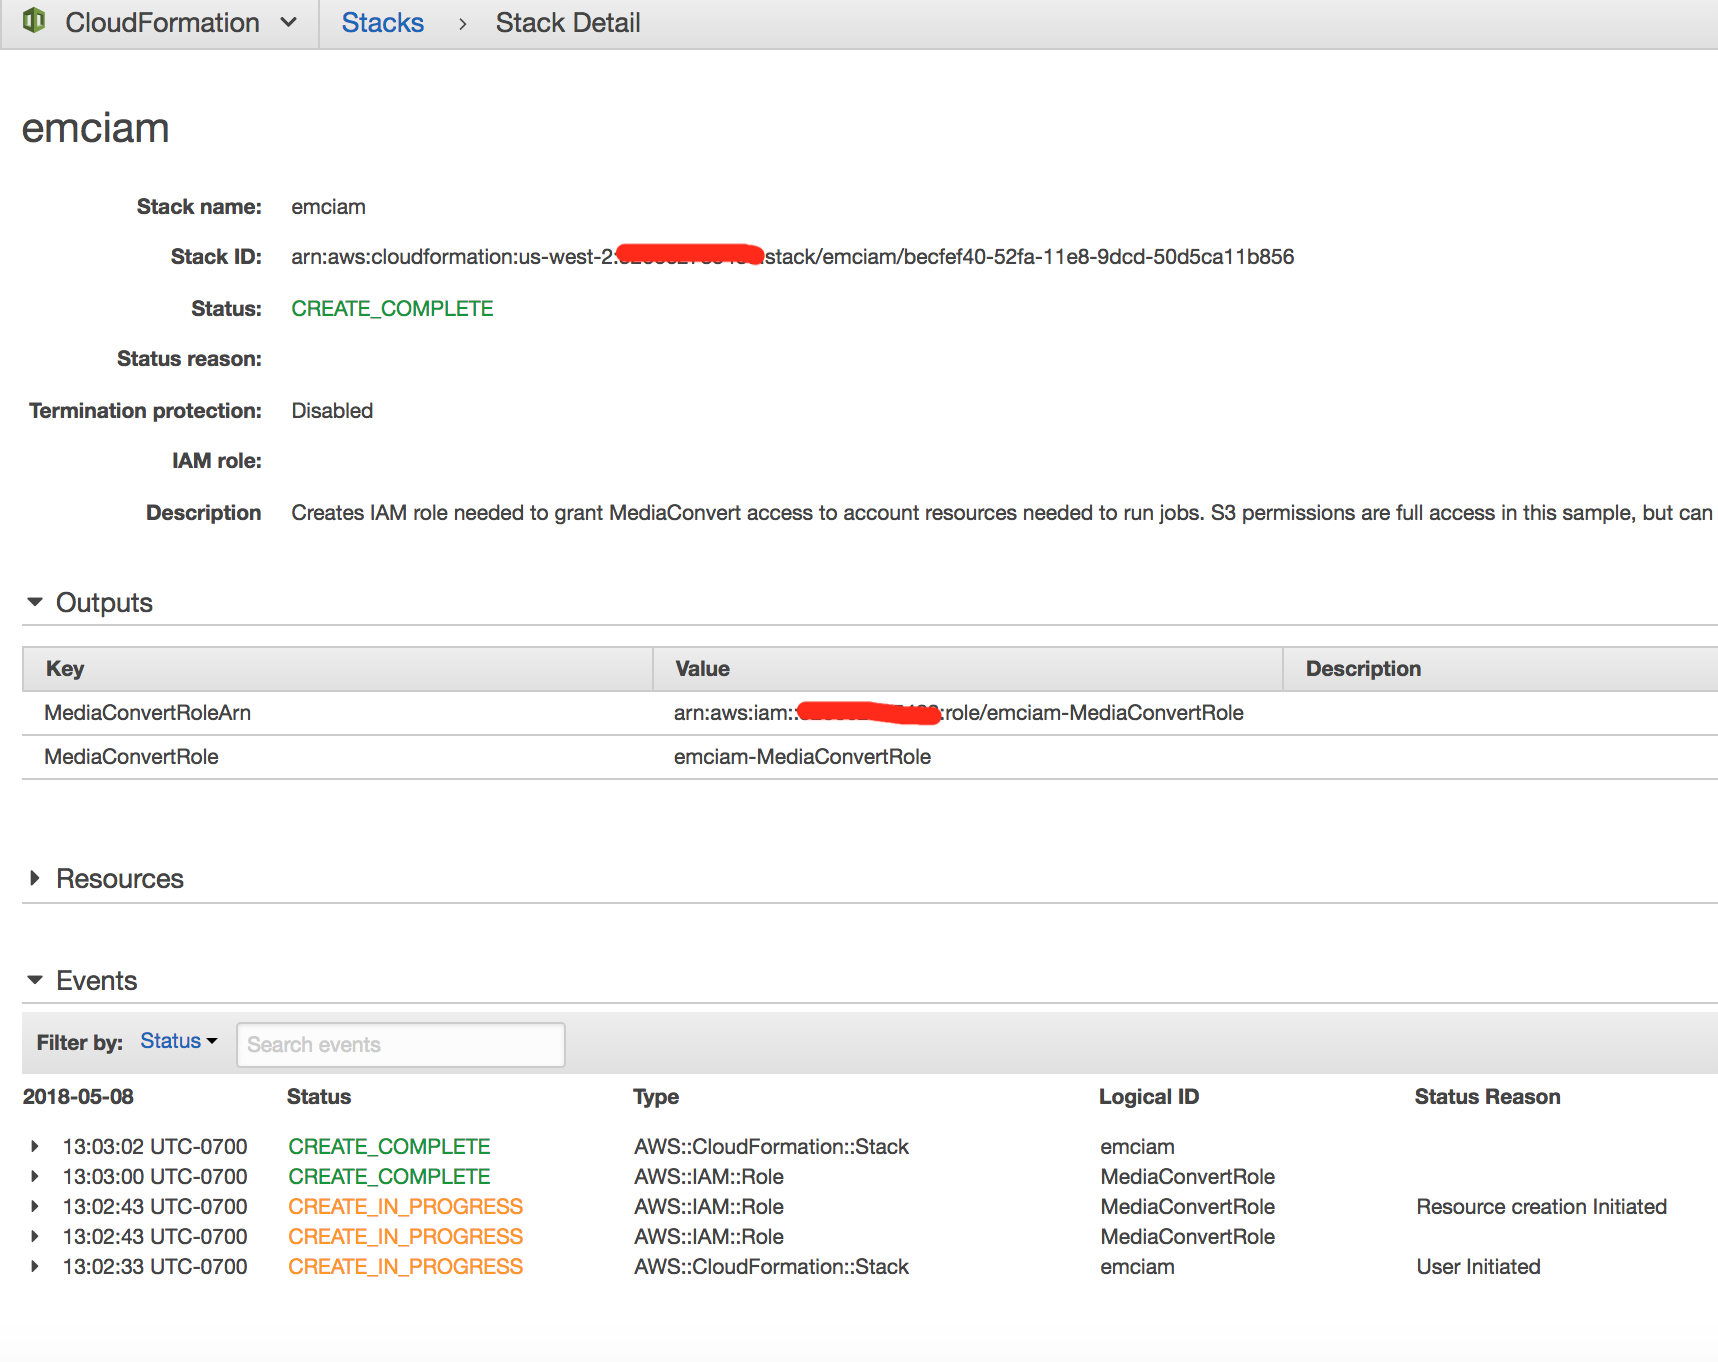 CloudFormation Stacks > Stack Detail
emciam
Stack name: emciam
Stack ID: arn:aws:cloudformation:us-west-2: stack/emciam/becfef40-52fa-11e8-9dcd-50d5ca11b856
Status: CREATE_COMPLETE
Status reason:
Termination protection: Disabled
IAM role:
Description Creates IAM role needed to grant MediaConvert access to account resources needed to run jobs. S3 permissions are full access in this sample, but can
Outputs
Key Value Description
MediaConvertRoleArn arn:aws:iam:: :role/emciam-MediaConvertRole
MediaConvertRole emciam-MediaConvertRole
Resources
Events
Filter by: Status Search events
2018-05-08 Status Type Logical ID Status Reason
13:03:02 UTC-0700 CREATE_COMPLETE AWS::CloudFormation::Stack emciam
13:03:00 UTC-0700 CREATE_COMPLETE AWS::IAM::Role MediaConvertRole
13:02:43 UTC-0700 CREATE_IN_PROGRESS AWS::IAM::Role MediaConvertRole Resource creation Initiated
13:02:43 UTC-0700 CREATE_IN_PROGRESS AWS::IAM::Role MediaConvertRole
13:02:33 UTC-0700 CREATE_IN_PROGRESS AWS::CloudFormation::Stack emciam User Initiated